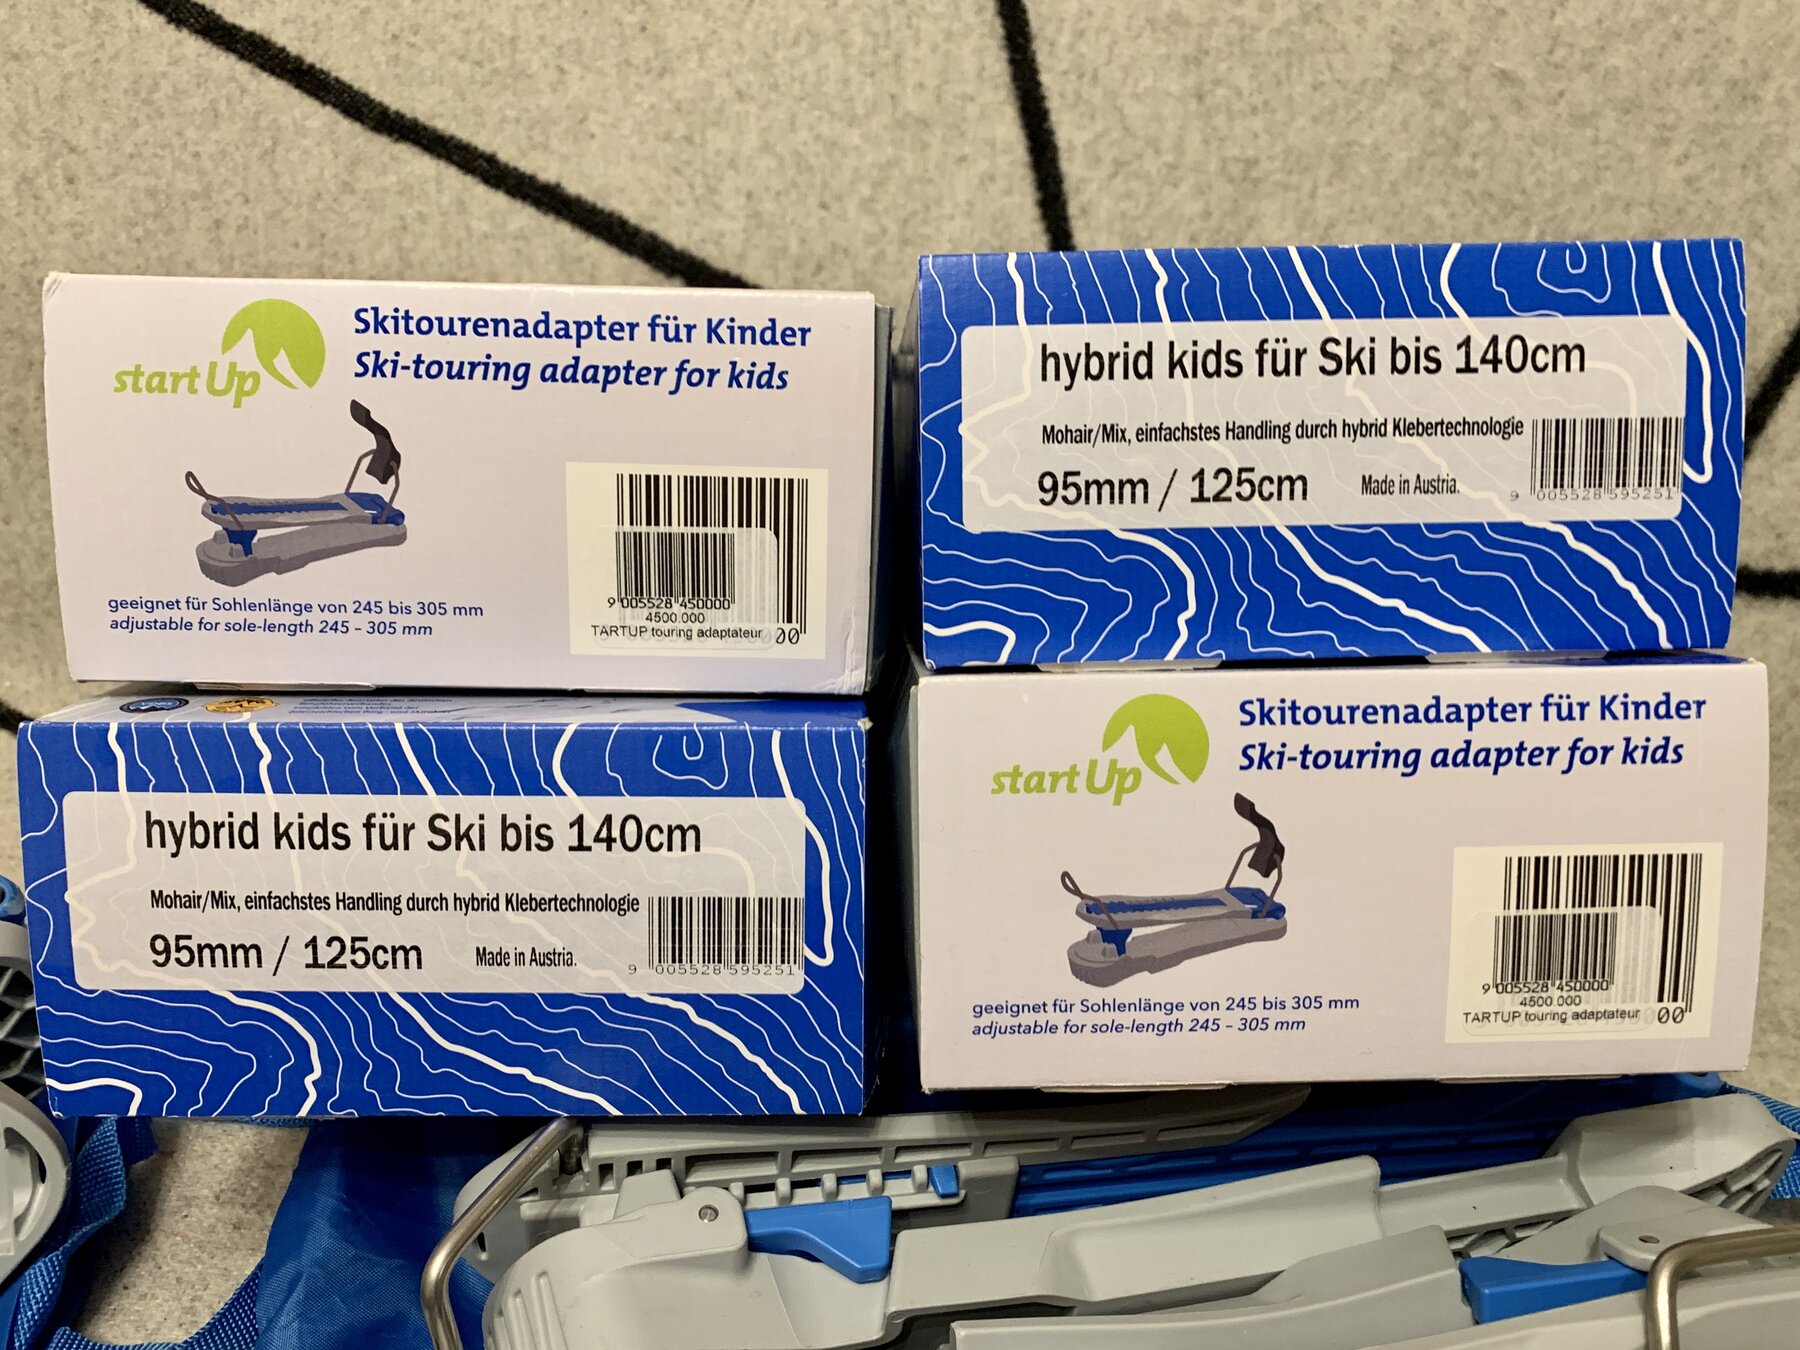 start Up
Skitourenadapter für Kinder
Ski-touring adapter for kids
geeignet für Sohlenlänge von 245 bis 305 mm
adjustable for sole-length 245 – 305 mm
9 005528 450000
4500.000
TARTUP touring adaptateur
00
hybrid kids für Ski bis 140cm
Mohair/Mix, einfachstes Handling durch hybrid Klebertechnologie
95mm / 125cm
Made in Austria.
9 005528 595251
hybrid kids für Ski bis 140cm
Mohair/Mix, einfachstes Handling durch hybrid Klebertechnologie
95mm / 125cm
Made in Austria.
9 005528 595251
start Up
Skitourenadapter für Kinder
Ski-touring adapter for kids
geeignet für Sohlenlänge von 245 bis 305 mm
adjustable for sole-length 245 – 305 mm
9 005528 450000
4500.000
TARTUP touring adaptateur
00